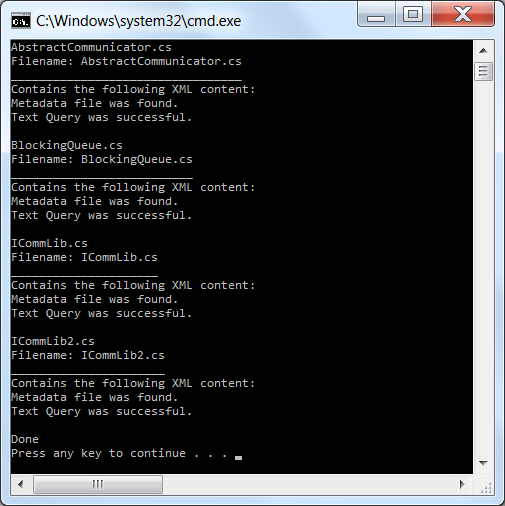 C:\Windows\system32\cmd.exe
AbstractCommunicator.cs
Filename: AbstractCommunicator.cs
_________________________________
Contains the following XML content:
Metadata file was found.
Text Query was successful.
BlockingQueue.cs
Filename: BlockingQueue.cs
__________________________
Contains the following XML content:
Metadata file was found.
Text Query was successful.
ICommLib.cs
Filename: ICommLib.cs
_____________________
Contains the following XML content:
Metadata file was found.
Text Query was successful.
ICommLib2.cs
Filename: ICommLib2.cs
______________________
Contains the following XML content:
Metadata file was found.
Text Query was successful.
Done
Press any key to continue . . . _